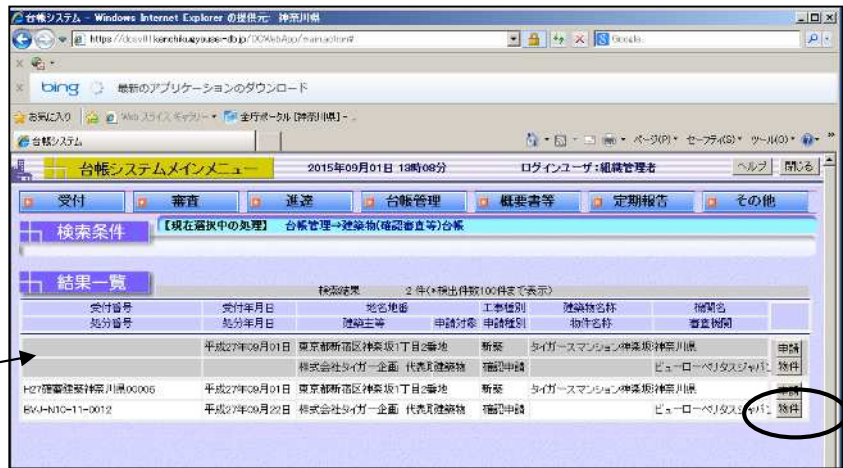 台帳システム - Windows Internet Explorer の提供元: 神奈川県
bing 最新のアプリケーションのダウンロード
お気に入り 全庁ポータル【神奈川県】-
台帳システム ページ(P) セーフティ(S) ツール(O)
台帳システムメインメニュー 2015年09月01日 13時08分 ログインユーザ:組織管理者 ヘルプ 閉じる
受付 審査 進達 台帳管理 概要書等 定期報告 その他
検索条件 【現在選択中の処理】 台帳管理→建築物(確認審査等)台帳
結果一覧 検索結果 2 件(*検出件数100件まで表示)
受付番号 受付年月日 地名地番 工事種別 建築物名称 機関名
処分番号 処分年月日 建築主等 申請対象 申請種別 物件名称 審査機関
平成27年09月01日 東京都新宿区神楽坂1丁目2番地 新築 タイガースマンション神楽坂 神奈川県 申請
株式会社タイガー企画 代表 建築物 確認申請 ビューローベリタスジャパン 物件
H27確審建築神奈川県00006 平成27年09月01日 東京都新宿区神楽坂1丁目2番地 新築 タイガースマンション神楽坂 神奈川県 申請
BVJ-N10-11-0012 平成27年09月22日 株式会社タイガー企画 代表 建築物 確認申請 ビューローベリタスジャパン 物件